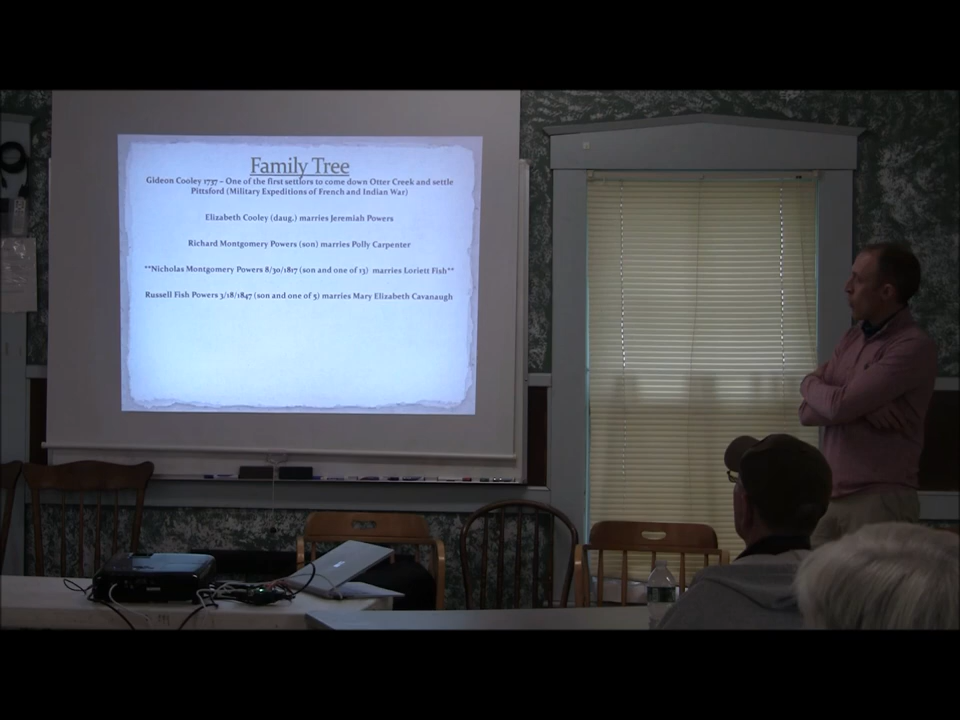 Family Tree
Gideon Cooley 1737 – One of the first settlors to come down Otter Creek and settle
Pittsford (Military Expeditions of French and Indian War)
Elizabeth Cooley (daug.) marries Jeremiah Powers
Richard Montgomery Powers (son) marries Polly Carpenter
**Nicholas Montgomery Powers 8/30/1817 (son and one of 13) marries Loriett Fish**
Russell Fish Powers 3/18/1847 (son and one of 5) marries Mary Elizabeth Cavanaugh